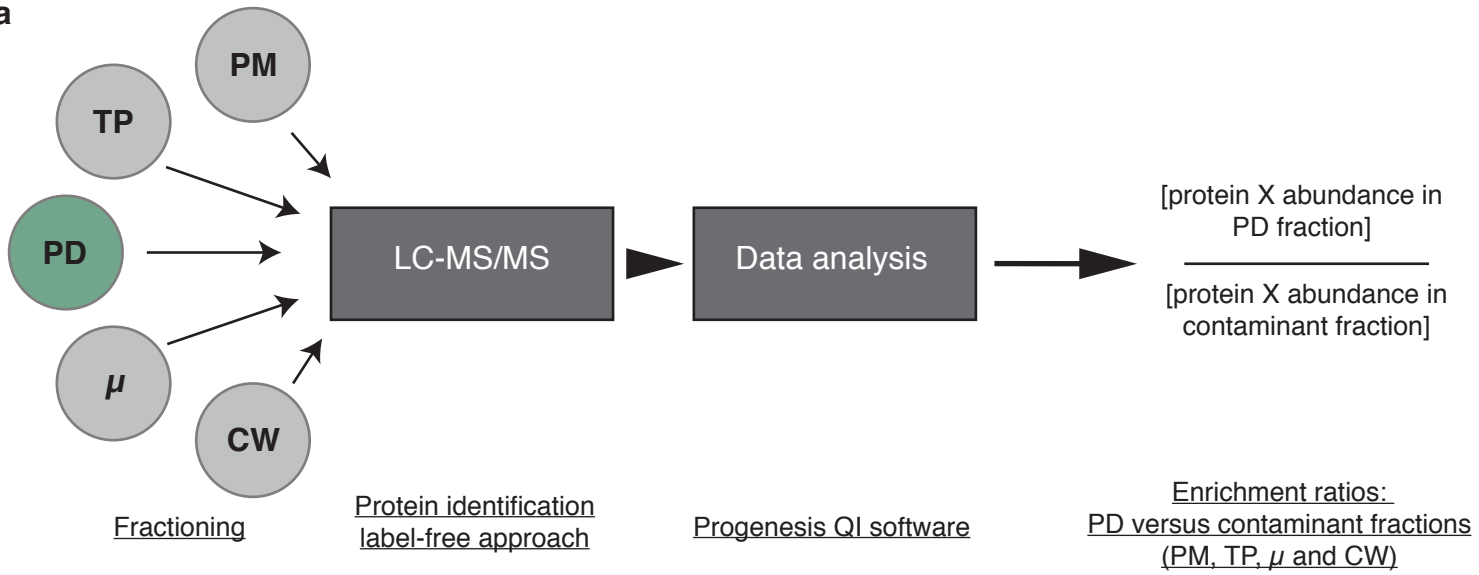 a
PM
TP
PD
μ
CW
LC-MS/MS
Data analysis
[protein X abundance in
PD fraction]
[protein X abundance in
contaminant fraction]
Fractioning
Protein identification
label-free approach
Progenesis QI software
Enrichment ratios:
PD versus contaminant fractions
(PM, TP, μ and CW)